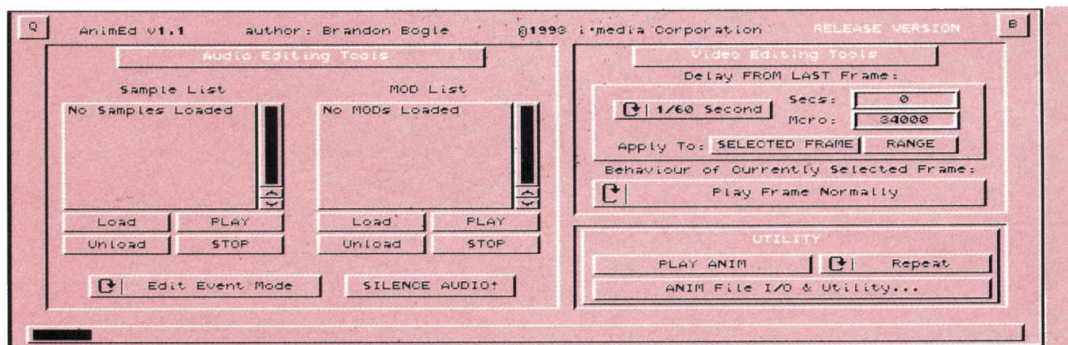 Q
AnimEd v1.1 author: Brandon Bogle @1993 i·media Corporation RELEASE VERSION
B
Audio Editing Tools
Sample List
MOD List
No Samples Loaded
No MODs Loaded
Load PLAY
Unload STOP
Load PLAY
Unload STOP
Edit Event Mode
SILENCE AUDIO!
Video Editing Tools
Delay FROM LAST Frame:
1/60 Second
Secs: 0
Mcro: 34000
Apply To: SELECTED FRAME RANGE
Behaviour of Currently Selected Frame:
Play Frame Normally
UTILITY
PLAY ANIM
Repeat
ANIM File I/O & Utility...